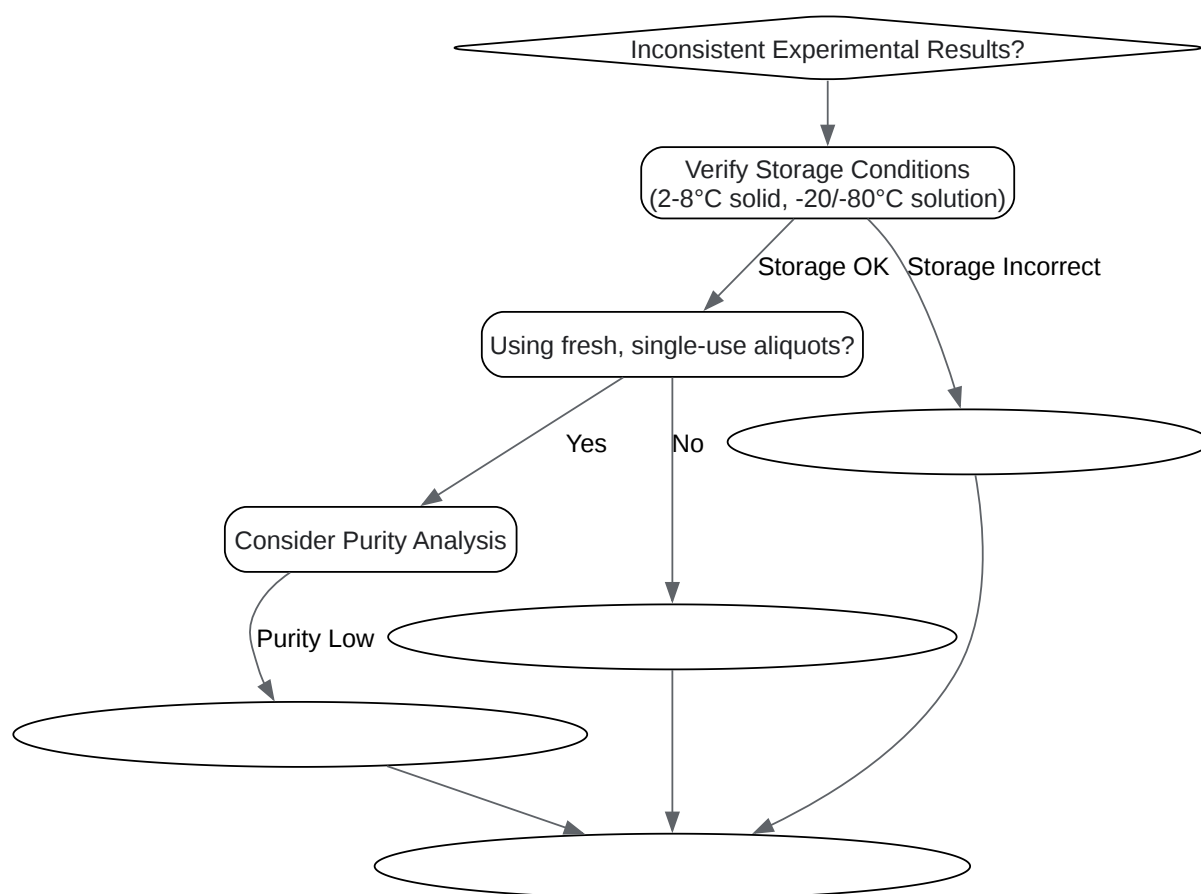 Inconsistent Experimental Results?
Verify Storage Conditions
(2-8°C solid, -20/-80°C solution)
Storage OK
Storage Incorrect
Using fresh, single-use aliquots?
Yes
No
Consider Purity Analysis
Purity Low